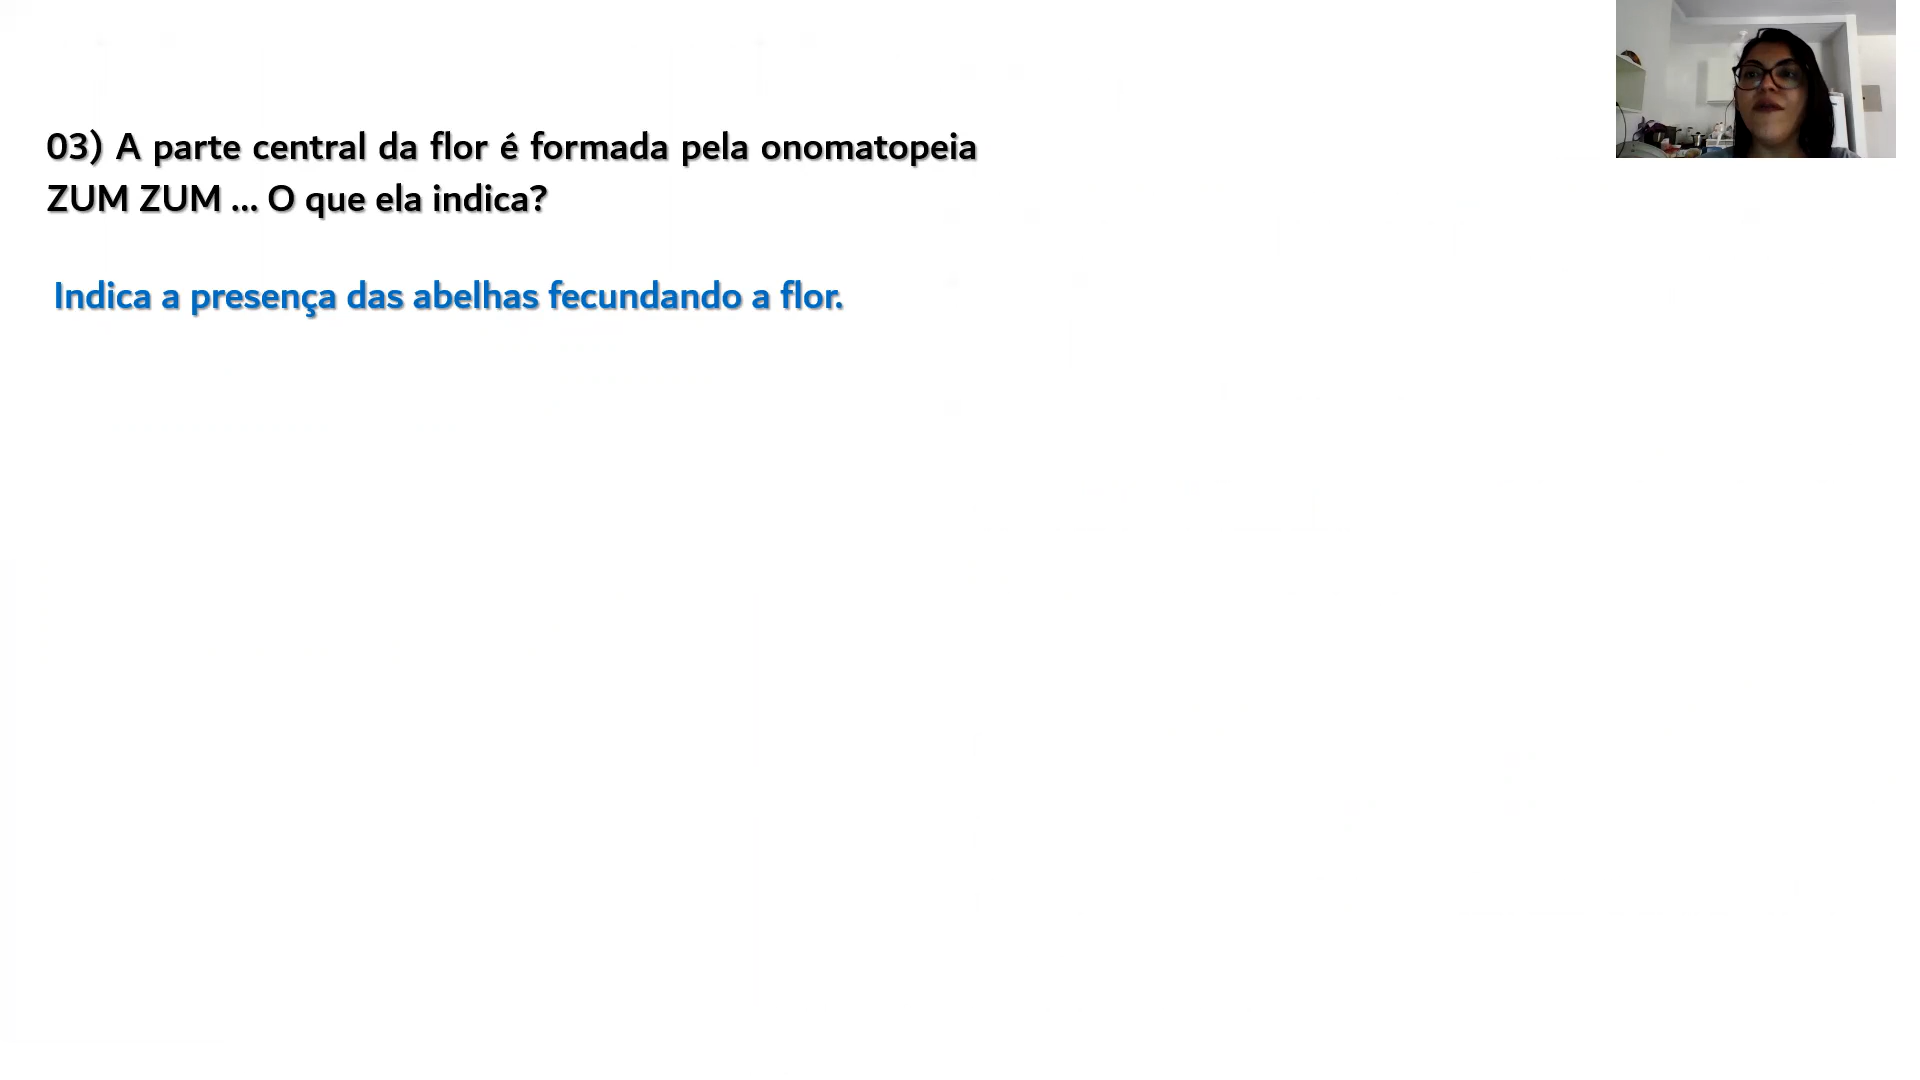 03) A parte central da flor é formada pela onomatopeia
ZUM ZUM ... O que ela indica?
Indica a presença das abelhas fecundando a flor.